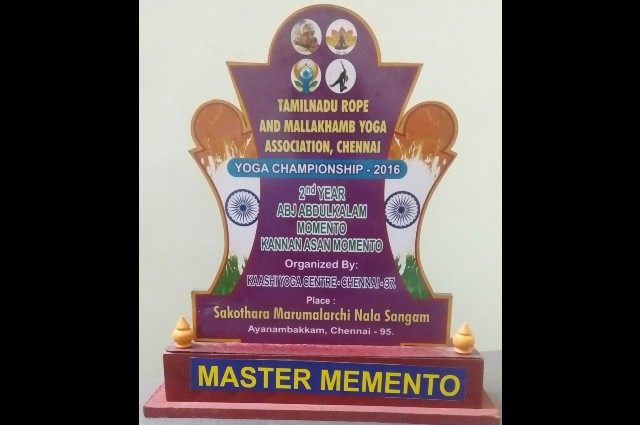 TAMILNADU ROPE
AND MALLAKHAMB YOGA
ASSOCIATION, CHENNAI
YOGA CHAMPIONSHIP - 2016
2nd YEAR
ABJ ABDULKALAM
MOMENTO
KANNAN ASAN MOMENTO
Organized By:
KAASHI YOGA CENTRE - CHENNAI - 37.
Place :
Sakothara Marumalarchi Nala Sangam
Ayanambakkam, Chennai - 95.
MASTER MEMENTO